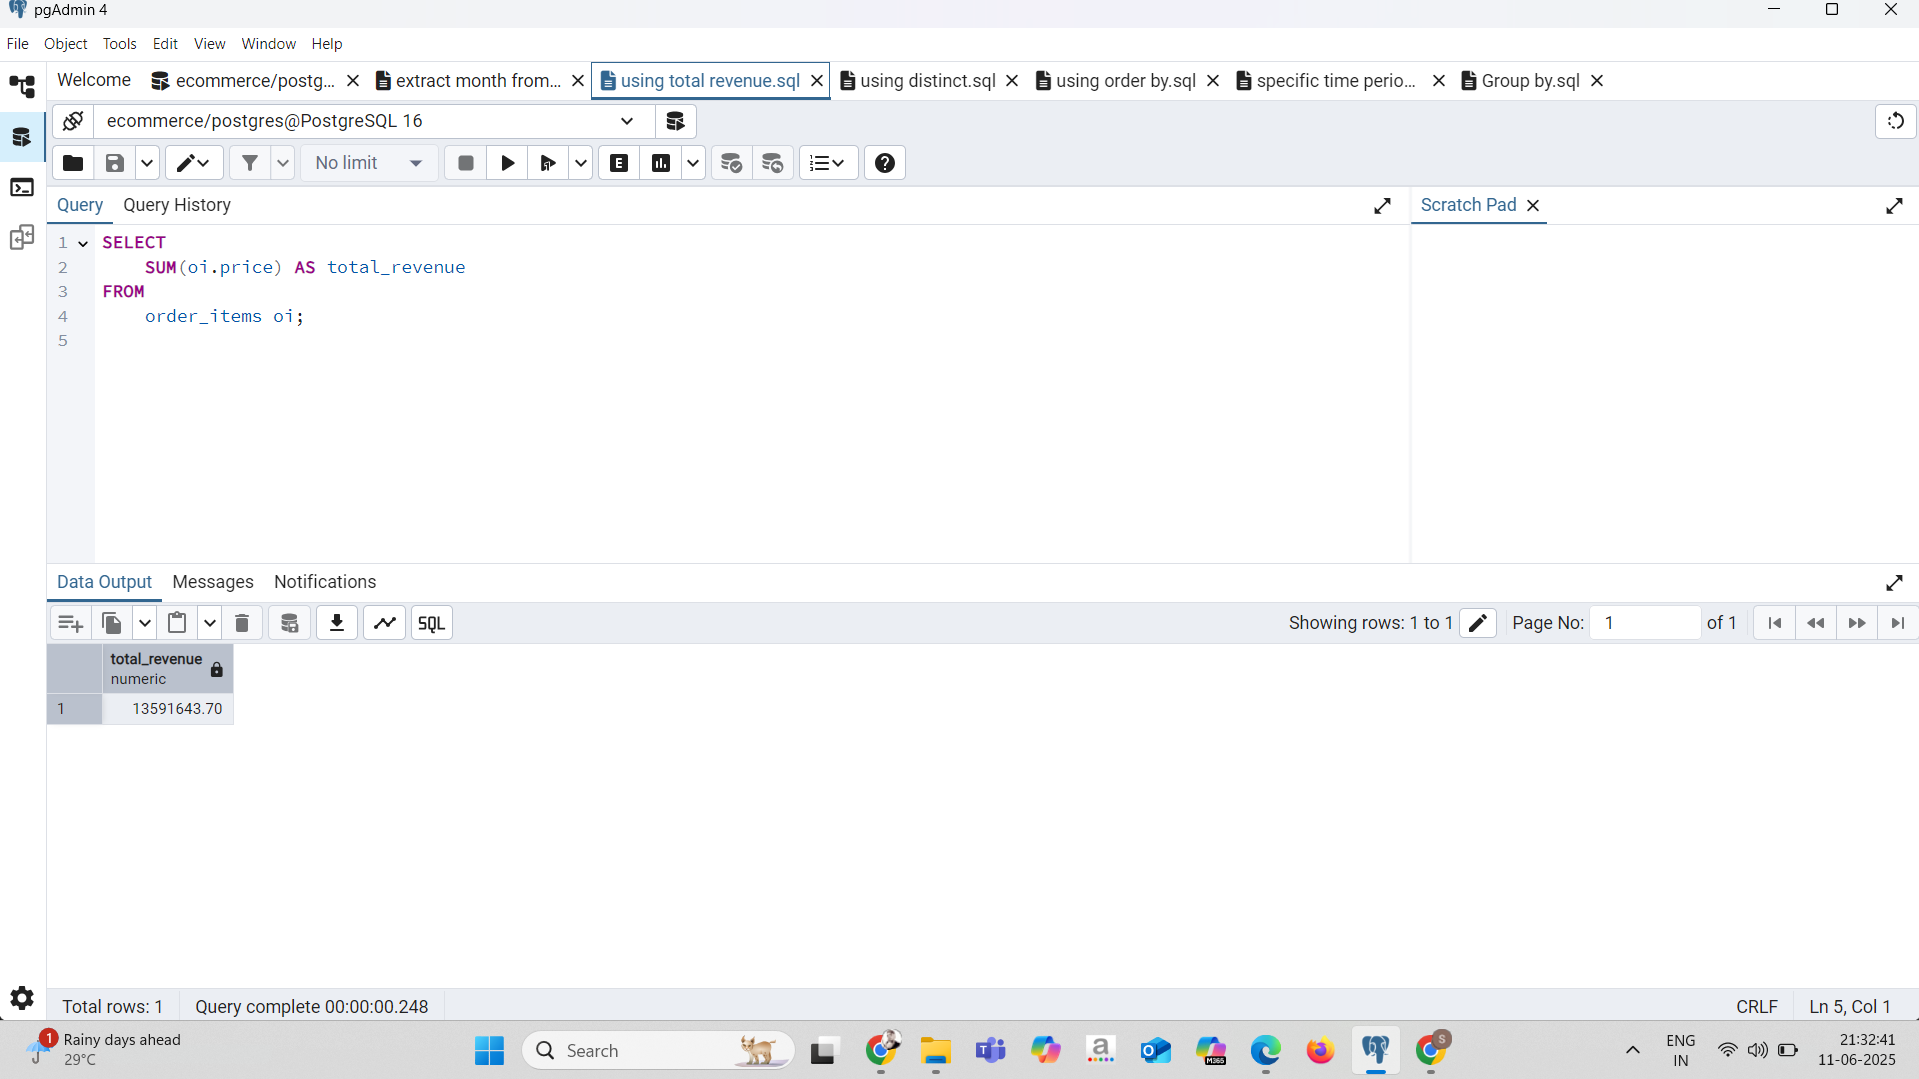 pgAdmin 4
File Object Tools Edit View Window Help
Welcome ecommerce/postg... extract month from... using total revenue.sql using distinct.sql using order by.sql specific time perio... Group by.sql
ecommerce/postgres@PostgreSQL 16
No limit E
Query Query History Scratch Pad
1 SELECT
2 SUM(oi.price) AS total_revenue
3 FROM
4 order_items oi;
5
Data Output Messages Notifications
SQL Showing rows: 1 to 1 Page No: 1 of 1
total_revenue
numeric
1 13591643.70
Total rows: 1 Query complete 00:00:00.248 CRLF Ln 5, Col 1
1 Rainy days ahead
29°C
Search
a
M365
S
ENG
IN
21:32:41
11-06-2025